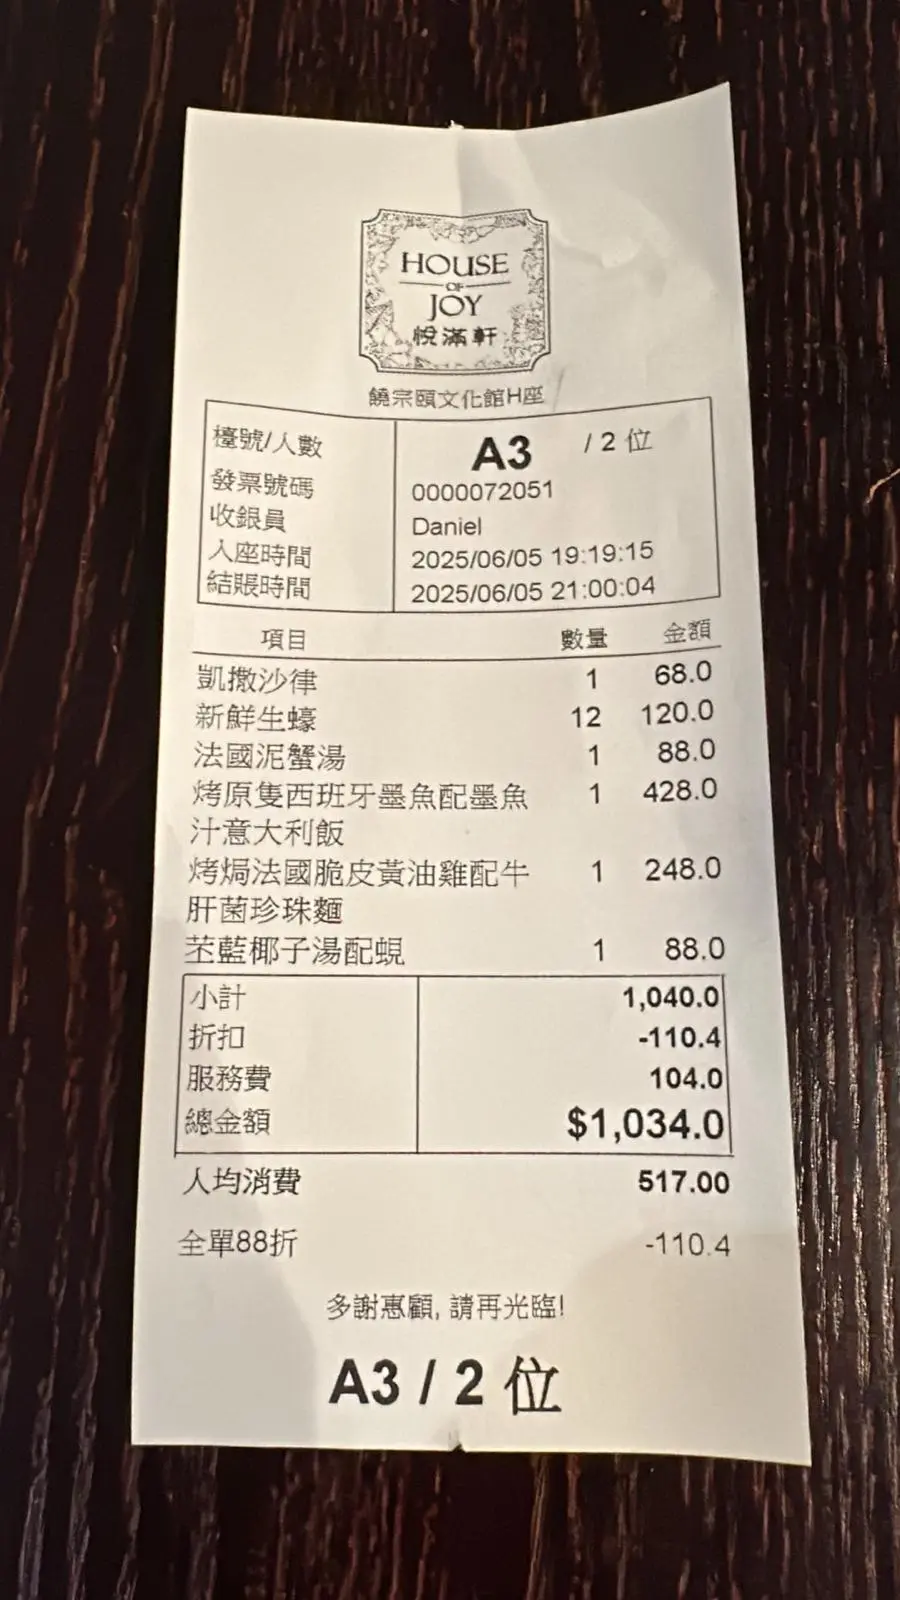 HOUSE
OF
JOY
悅滿軒
饒宗頤文化館H座
檯號/人數 A3 / 2 位
發票號碼 0000072051
收銀員 Daniel
入座時間 2025/06/05 19:19:15
結賬時間 2025/06/05 21:00:04
項目 數量 金額
凱撒沙律 1 68.0
新鮮生蠔 12 120.0
法國泥蟹湯 1 88.0
烤原隻西班牙墨魚配墨魚 1 428.0
汁意大利飯
烤焗法國脆皮黃油雞配牛 1 248.0
肝菌珍珠麵
苤藍椰子湯配蜆 1 88.0
小計 1,040.0
折扣 -110.4
服務費 104.0
總金額 $1,034.0
人均消費 517.00
全單88折 -110.4
多謝惠顧, 請再光臨!
A3 / 2 位